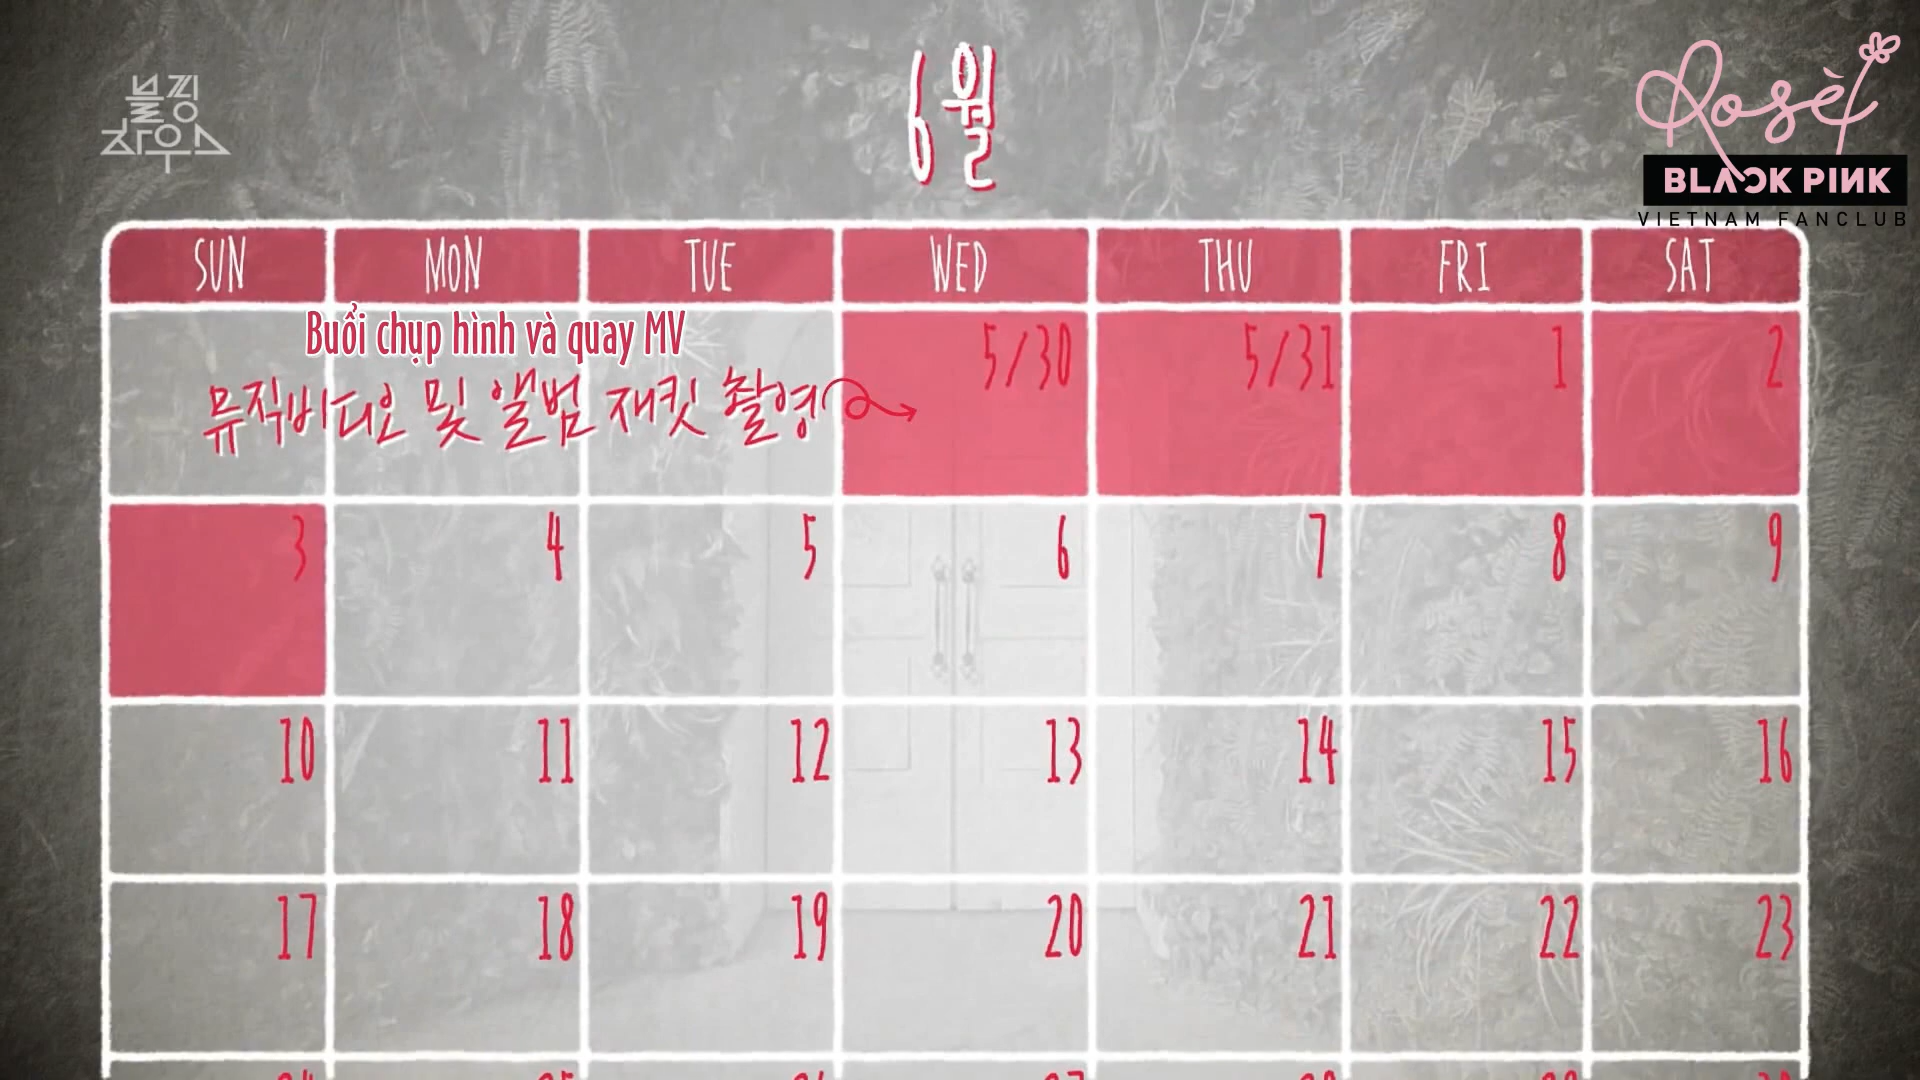 블핑
하우스
6월
Rosè
BLACKPINK
VIETNAM FANCLUB
SUN MON TUE WED THU FRI SAT
Buổi chụp hình và quay MV
뮤직비디오 및 앨범 재킷 촬영
5/30 5/31 1 2
3 4 5 6 7 8 9
10 11 12 13 14 15 16
17 18 19 20 21 22 23